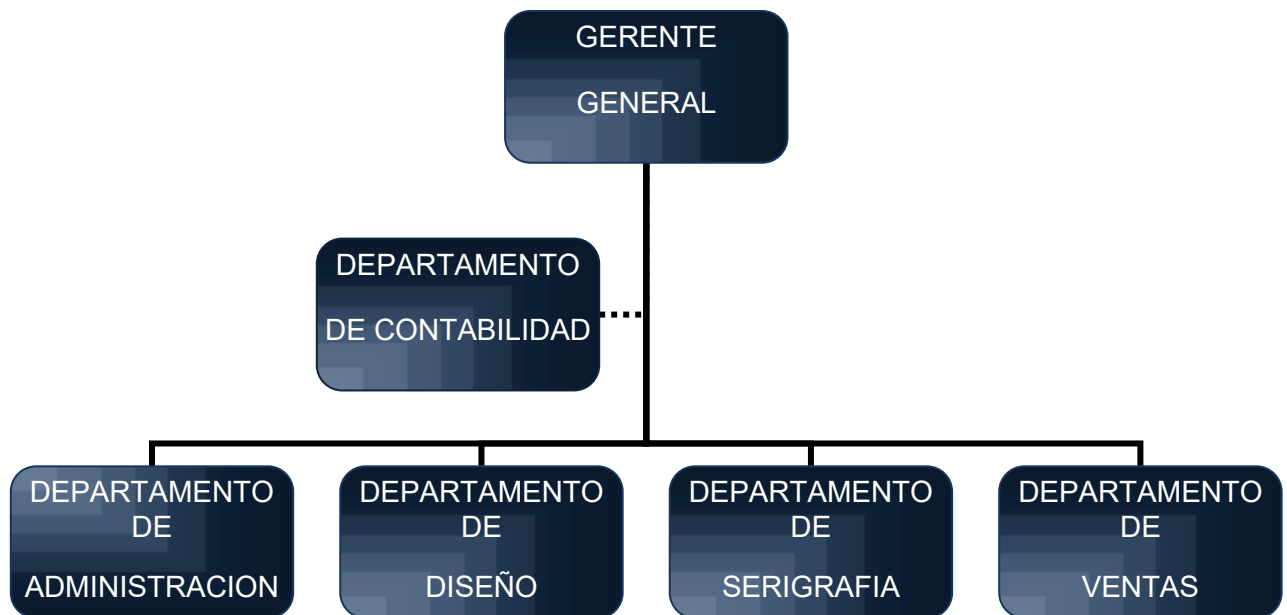 GERENTE
GENERAL
DEPARTAMENTO
DE CONTABILIDAD
DEPARTAMENTO
DE
ADMINISTRACION
DEPARTAMENTO
DE
DISEÑO
DEPARTAMENTO
DE
SERIGRAFIA
DEPARTAMENTO
DE
VENTAS